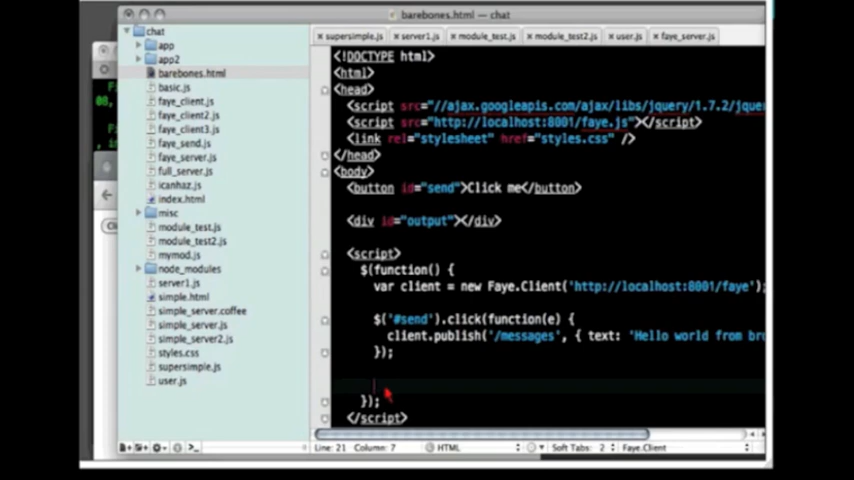 barebones.html — chat
chat
app
app2
barebones.html
basic.js
faye_client.js
faye_client2.js
faye_client3.js
faye_send.js
faye_server.js
full_server.js
icanhaz.js
index.html
misc
module_test.js
module_test2.js
mymod.js
node_modules
server1.js
simple.html
simple_server.coffee
simple_server.js
simple_server2.js
styles.css
supersimple.js
user.js
supersimple.js server1.js module_test.js module_test2.js user.js faye_server.js
<!DOCTYPE html>
<html>
<head>
<script src="//ajax.googleapis.com/ajax/libs/jquery/1.7.2/jque
<script src="http://localhost:8001/faye.js"></script>
<link rel="stylesheet" href="styles.css" />
</head>
<body>
<button id="send">Click me</button>
<div id="output"></div>
<script>
$(function() {
var client = new Faye.Client('http://localhost:8001/faye');
$('#send').click(function(e) {
client.publish('/messages', { text: 'Hello world from bro
});
});
</script>
Line: 21 Column: 7 HTML Soft Tabs: 2 Faye.Client